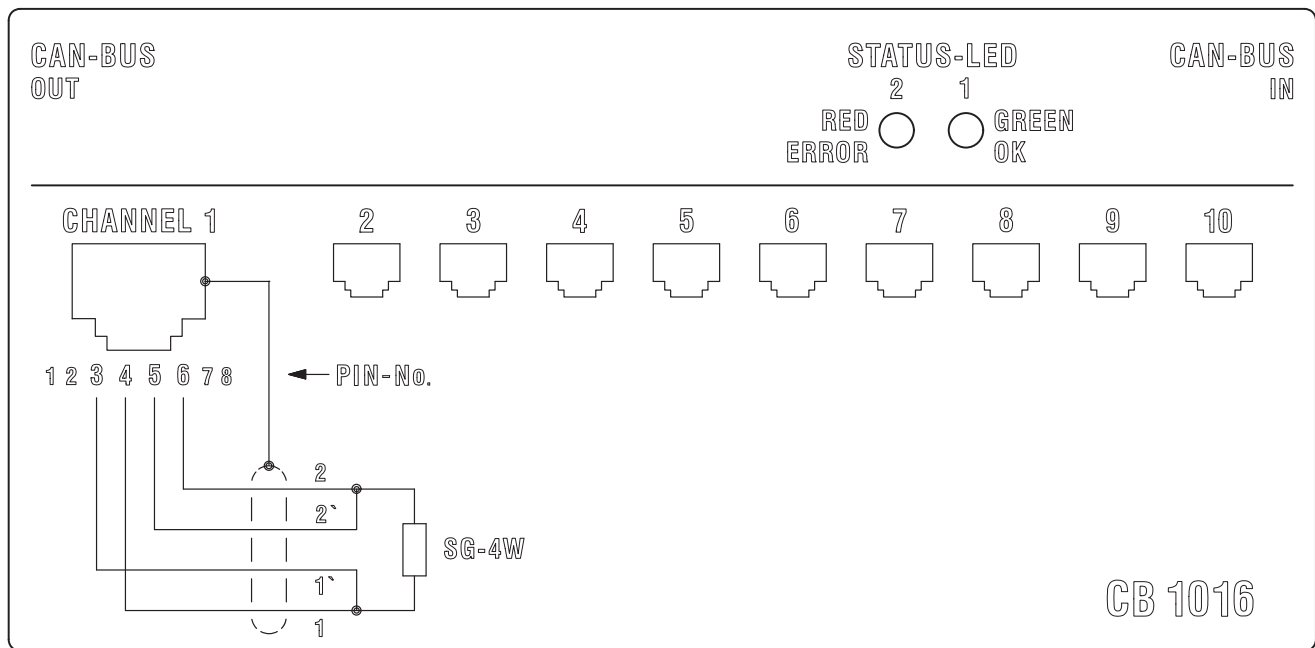 CAN-BUS
OUT
STATUS-LED
2 1
RED
ERROR
GREEN
OK
CAN-BUS
IN
CHANNEL 1 2 3 4 5 6 7 8 9 10
1 2 3 4 5 6 7 8
PIN-No.
2
2`
SG-4W
1`
1
CB 1016